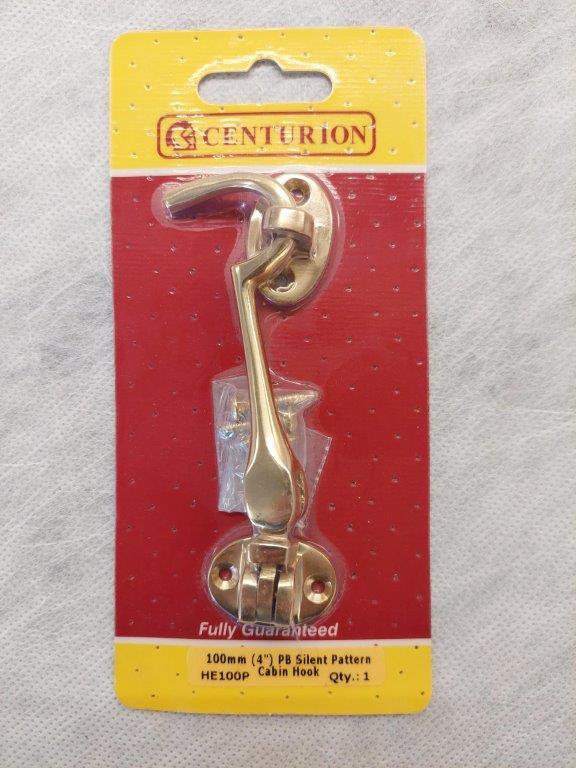 CENTURION
Fully Guaranteed
100mm (4") PB Silent Pattern
Cabin Hook
HE100P Qty.: 1